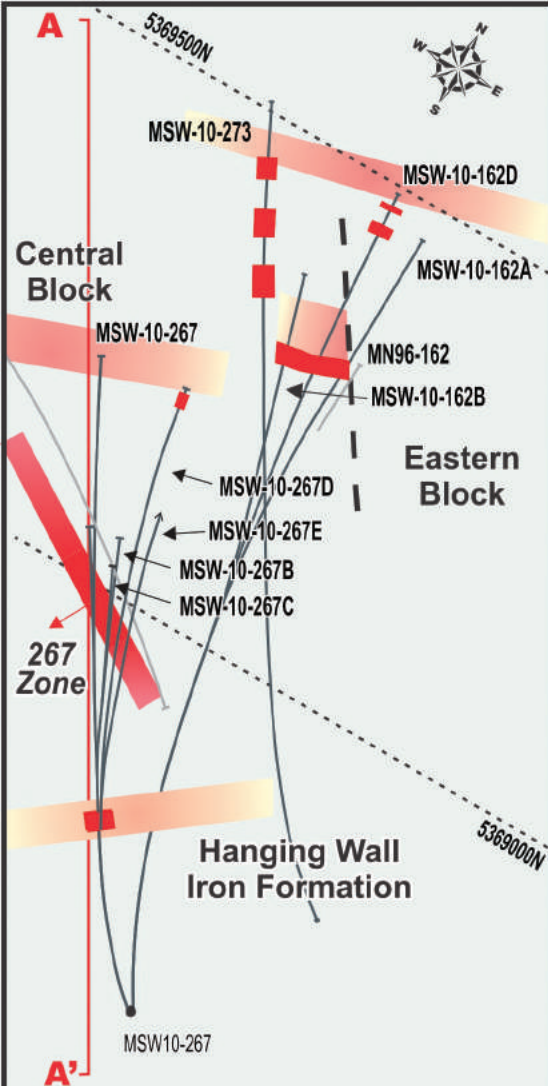 A
5369500N
N
W
E
S
MSW-10-273
MSW-10-162D
Central
Block
MSW-10-162A
MSW-10-267
MN96-162
MSW-10-162B
Eastern
Block
MSW-10-267D
MSW-10-267E
MSW-10-267B
MSW-10-267C
267
Zone
5369000N
Hanging Wall
Iron Formation
MSW10-267
A'